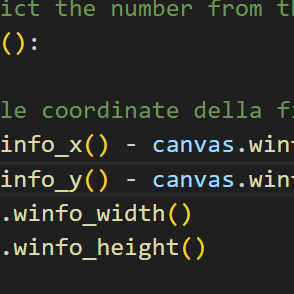 ict the number from th
():
le coordinate della fi
info_x() - canvas.winf
info_y() - canvas.winf
.winfo_width()
.winfo_height()